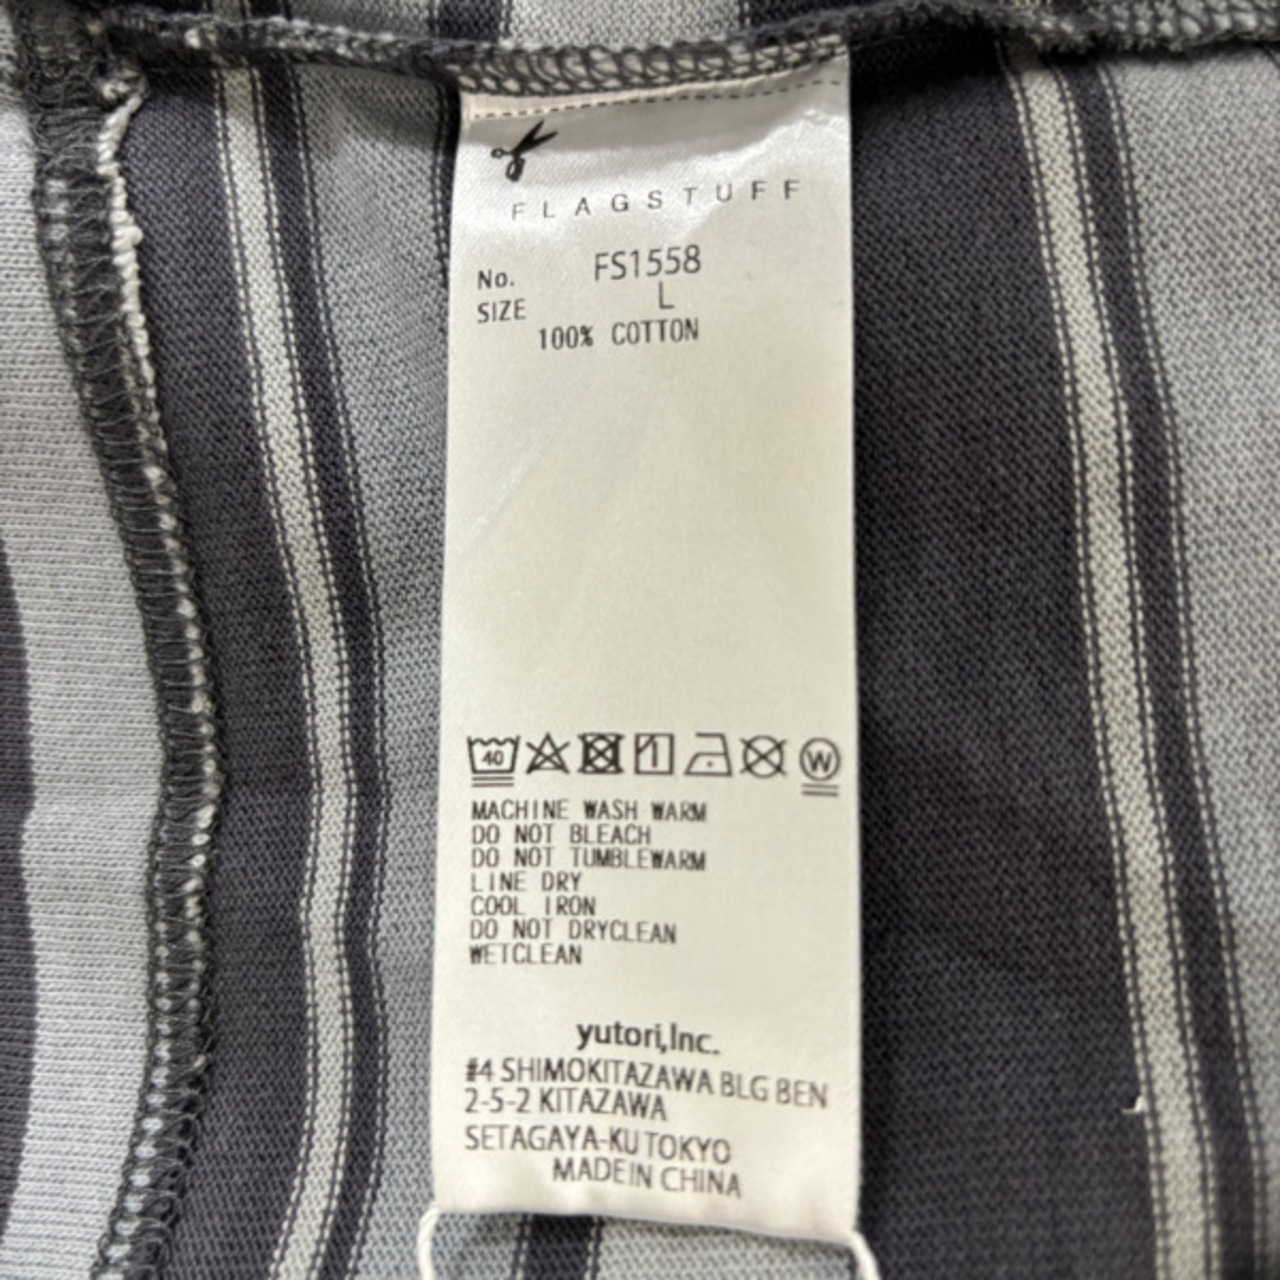 FLAGSTUFF
No. FS1558
SIZE L
100% COTTON
40 1 W
MACHINE WASH WARM
DO NOT BLEACH
DO NOT TUMBLEWARM
LINE DRY
COOL IRON
DO NOT DRYCLEAN
WETCLEAN
yutori,Inc.
#4 SHIMOKITAZAWA BLG BEN
2-5-2 KITAZAWA
SETAGAYA-KU TOKYO
MADE IN CHINA